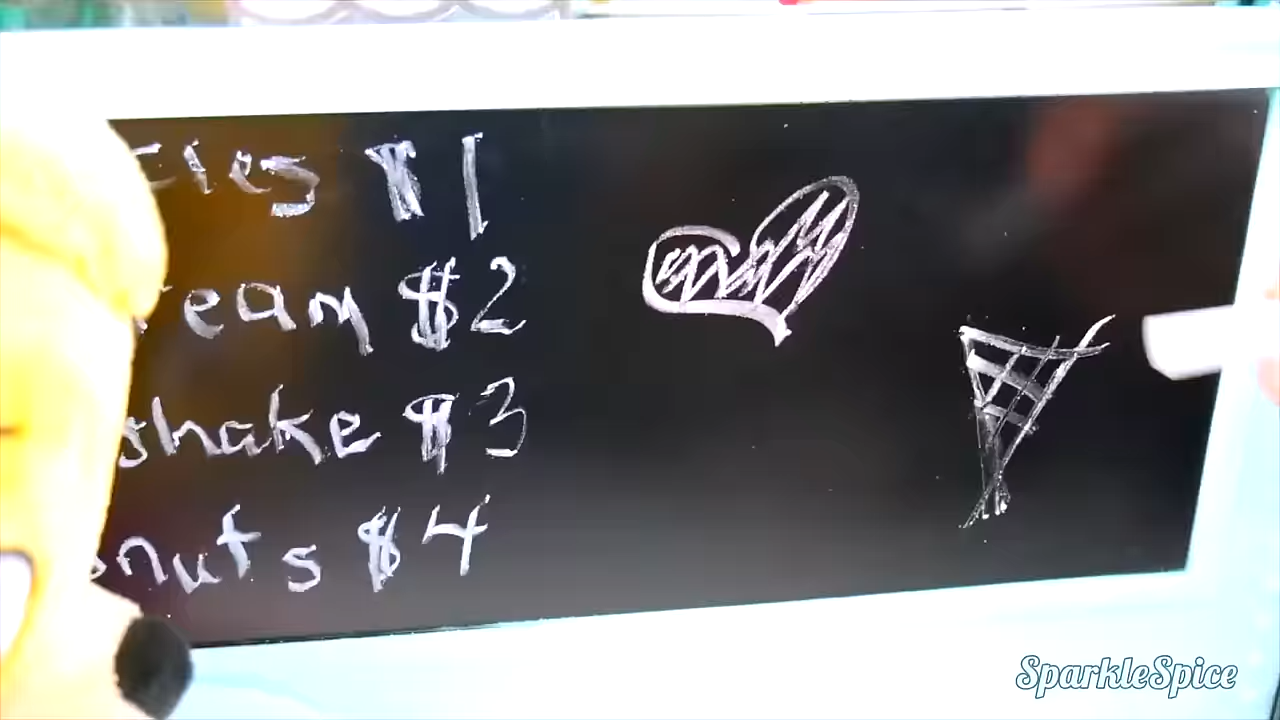 cies $1
ream $2
shake $3
nuts $4
SparkleSpice